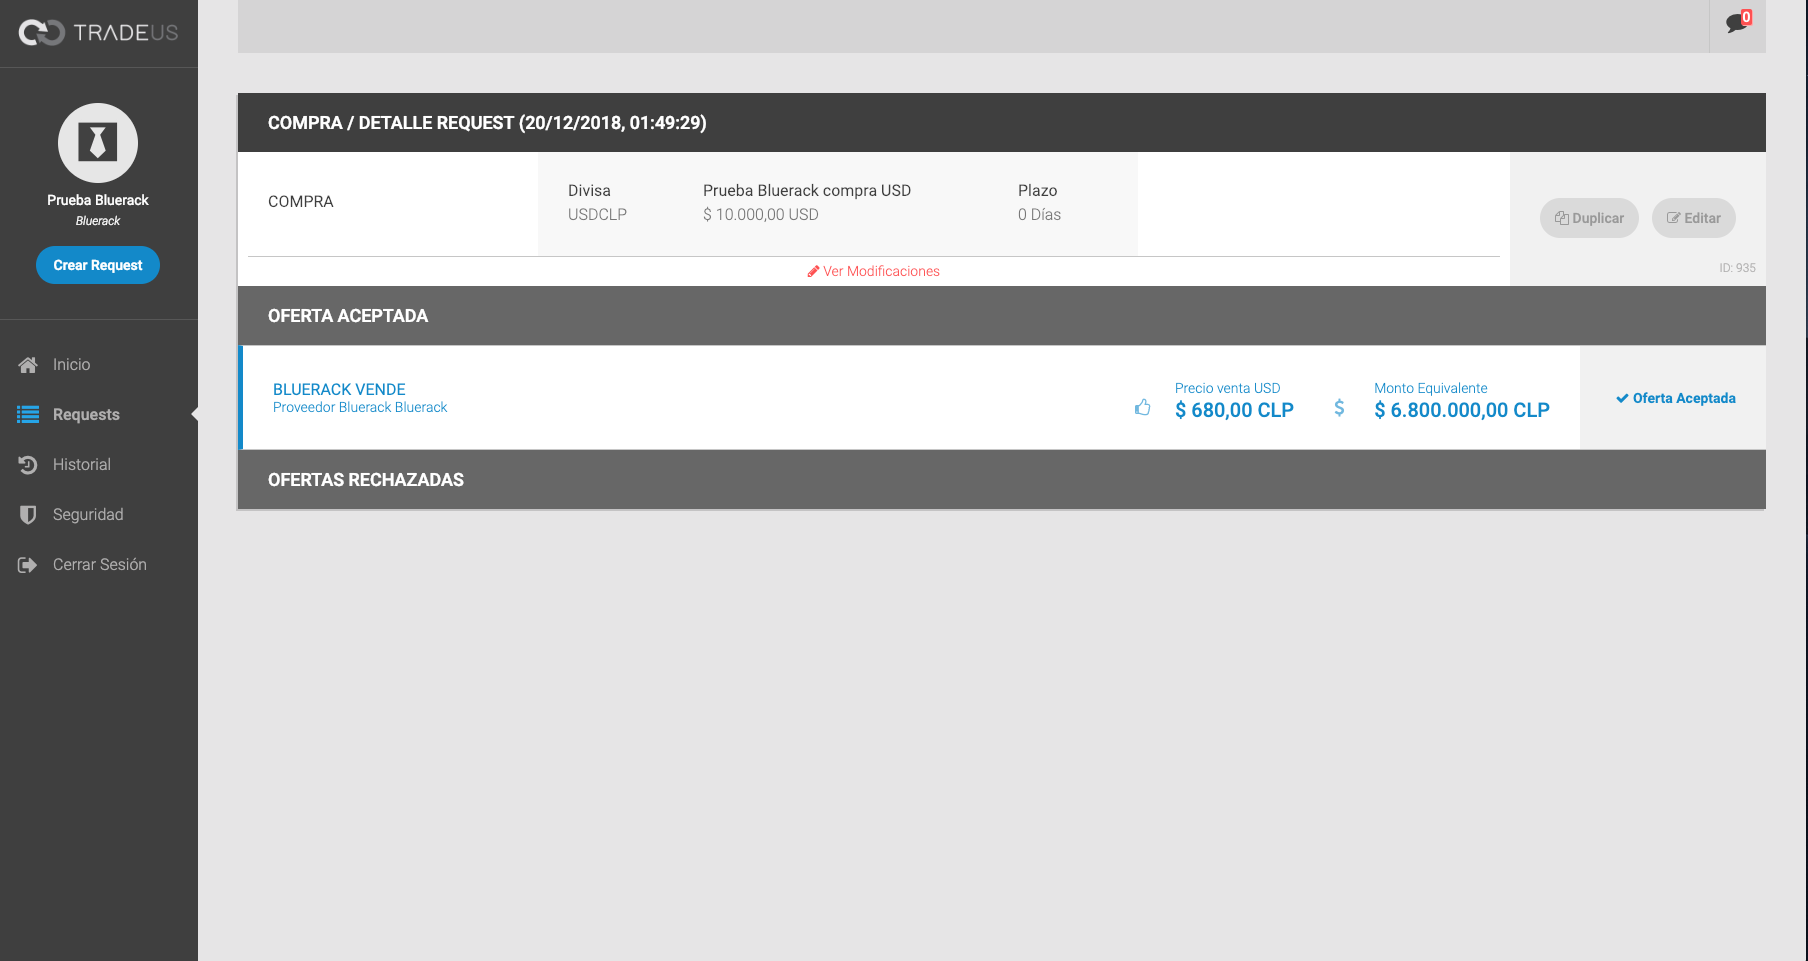 TRADEUS
0
Prueba Bluerack
Bluerack
Crear Request
Inicio
Requests
Historial
Seguridad
Cerrar Sesión
COMPRA / DETALLE REQUEST (20/12/2018, 01:49:29)
COMPRA
Divisa
USDCLP
Prueba Bluerack compra USD
$ 10.000,00 USD
Plazo
0 Días
Duplicar
Editar
Ver Modificaciones
ID: 935
OFERTA ACEPTADA
BLUERACK VENDE
Proveedor Bluerack Bluerack
Precio venta USD
$ 680,00 CLP
$
Monto Equivalente
$ 6.800.000,00 CLP
Oferta Aceptada
OFERTAS RECHAZADAS